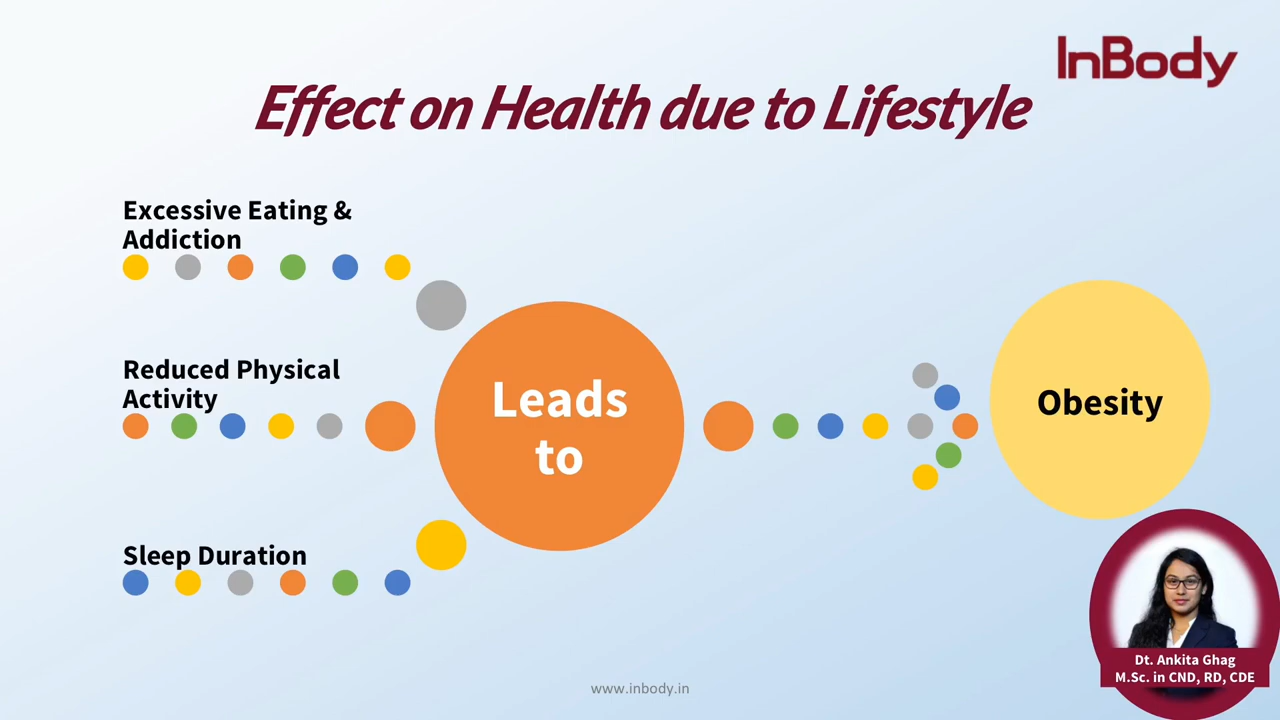 InBody
Effect on Health due to Lifestyle
Excessive Eating &
Addiction
Reduced Physical
Activity
Sleep Duration
Leads
to
Obesity
Dt. Ankita Ghag
M.Sc. in CND, RD, CDE
www.inbody.in